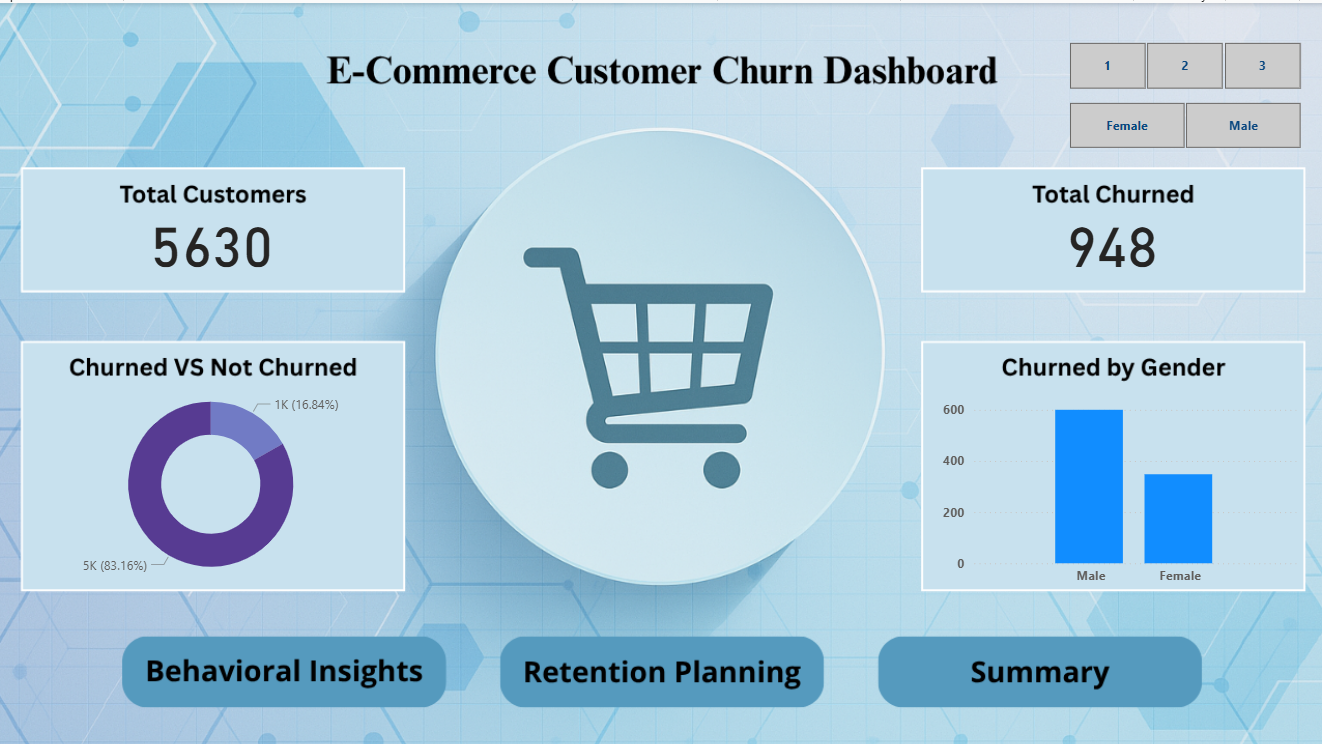 E-Commerce Customer Churn Dashboard
1 2 3
Female Male
Total Customers
5630
Total Churned
948
Churned VS Not Churned
1K (16.84%)
5K (83.16%)
Churned by Gender
600
400
200
0
Male Female
Behavioral Insights
Retention Planning
Summary